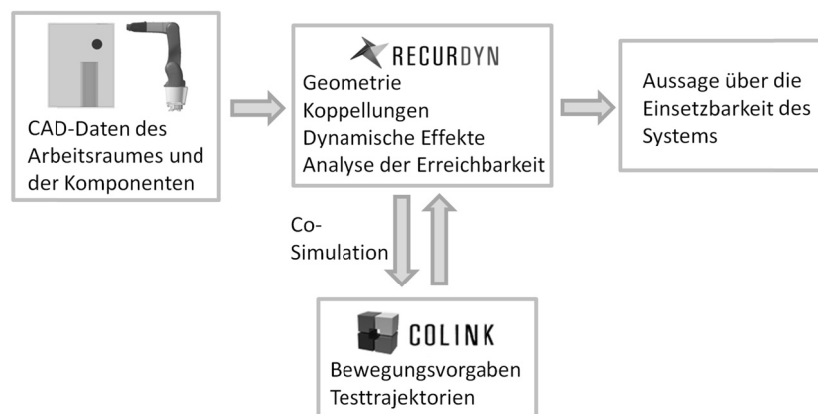 CAD-Daten des
Arbeitsraumes und
der Komponenten
RECURDYN
Geometrie
Koppellungen
Dynamische Effekte
Analyse der Erreichbarkeit
Aussage über die
Einsetzbarkeit des
Systems
Co-
Simulation
COLINK
Bewegungsvorgaben
Testtrajektorien